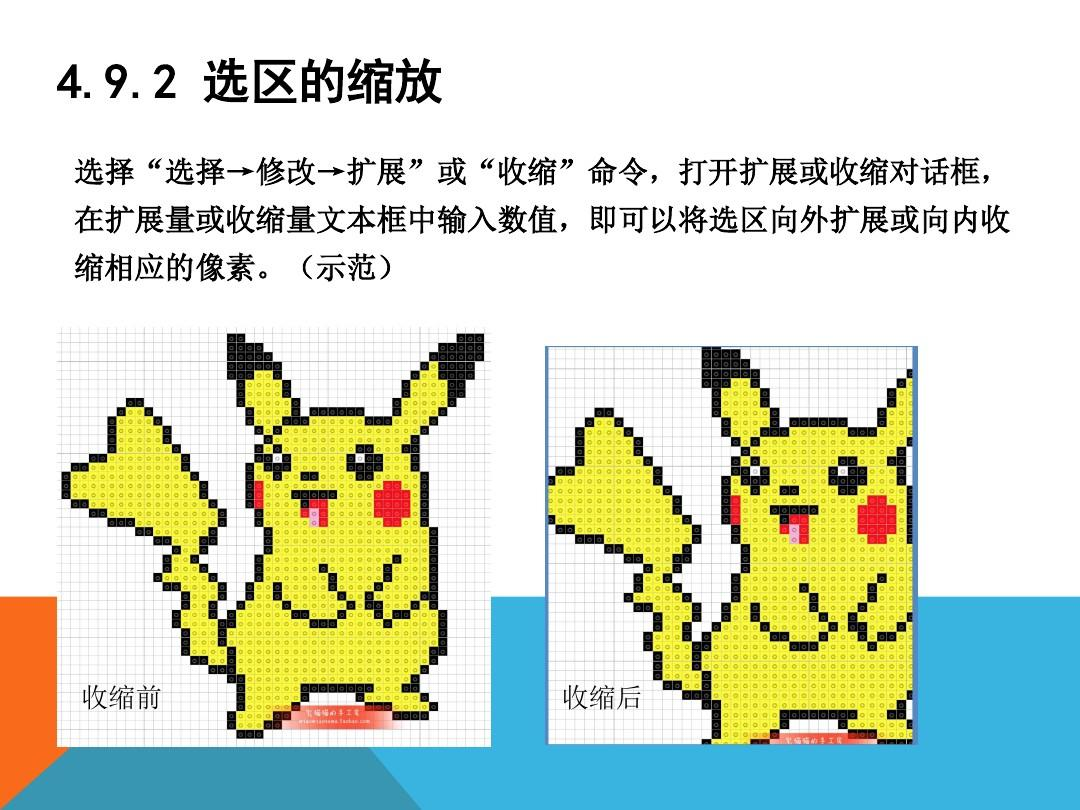 4.9.2 选区的缩放
选择“选择→修改→扩展”或“收缩”命令，打开扩展或收缩对话框，
在扩展量或收缩量文本框中输入数值，即可以将选区向外扩展或向内收
缩相应的像素。（示范）
收缩前
收缩后